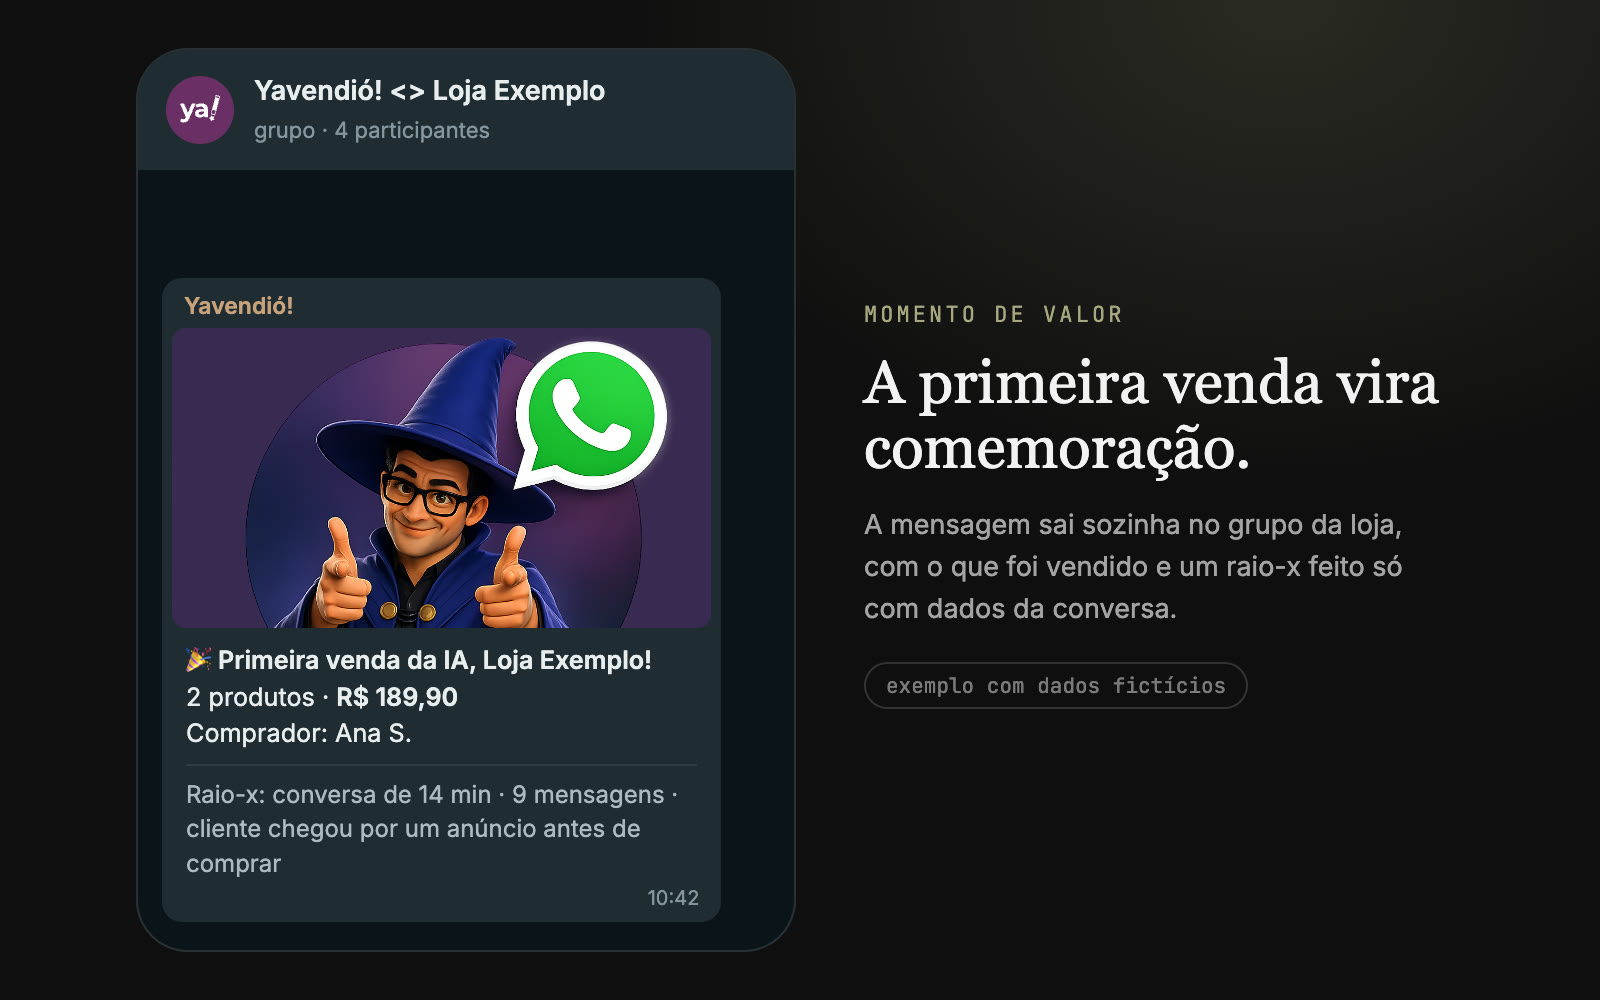 ya!
Yavendió! <> Loja Exemplo
grupo · 4 participantes
Yavendió!
🎉 Primeira venda da IA, Loja Exemplo!
2 produtos · R$ 189,90
Comprador: Ana S.
Raio-x: conversa de 14 min · 9 mensagens ·
cliente chegou por um anúncio antes de
comprar
10:42
MOMENTO DE VALOR
A primeira venda vira
comemoração.
A mensagem sai sozinha no grupo da loja,
com o que foi vendido e um raio-x feito só
com dados da conversa.
exemplo com dados fictícios